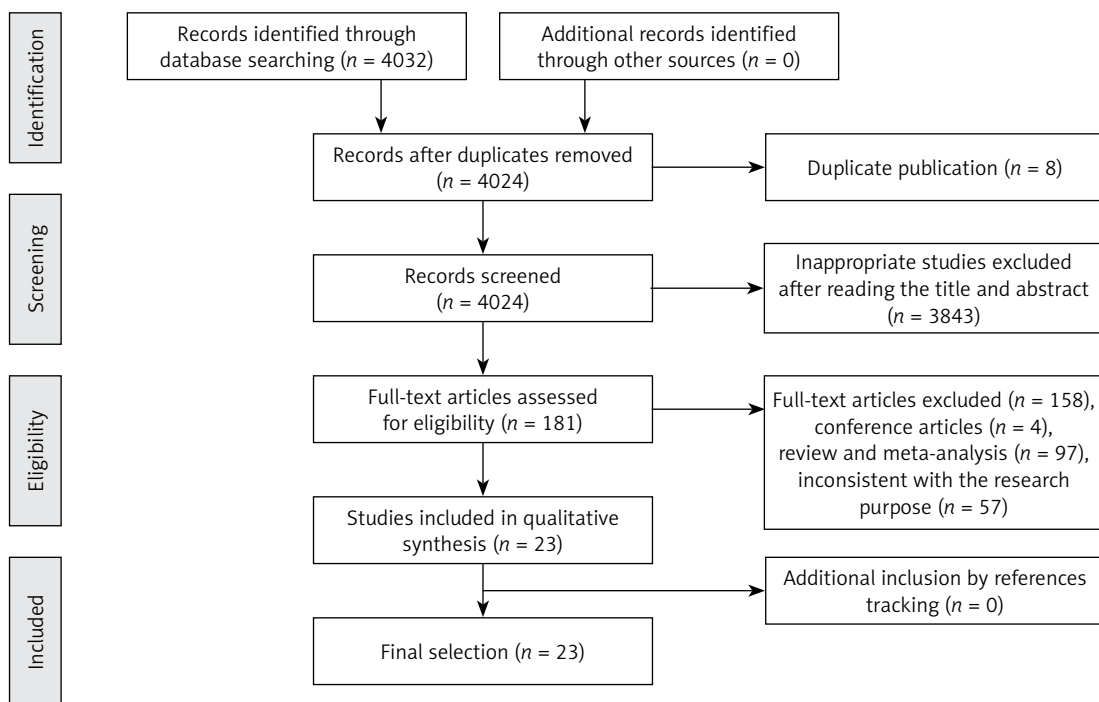 Identification
Records identified through
database searching (n = 4032)
Additional records identified
through other sources (n = 0)
Records after duplicates removed
(n = 4024)
Duplicate publication (n = 8)
Screening
Records screened
(n = 4024)
Inappropriate studies excluded
after reading the title and abstract
(n = 3843)
Eligibility
Full-text articles assessed
for eligibility (n = 181)
Full-text articles excluded (n = 158),
conference articles (n = 4),
review and meta-analysis (n = 97),
inconsistent with the research
purpose (n = 57)
Studies included in qualitative
synthesis (n = 23)
Included
Additional inclusion by references
tracking (n = 0)
Final selection (n = 23)